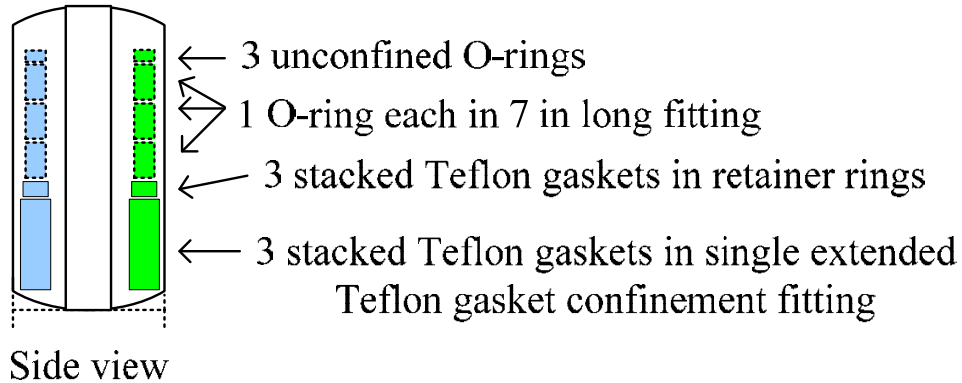 3 unconfined O-rings
1 O-ring each in 7 in long fitting
3 stacked Teflon gaskets in retainer rings
3 stacked Teflon gaskets in single extended
Teflon gasket confinement fitting
Side view